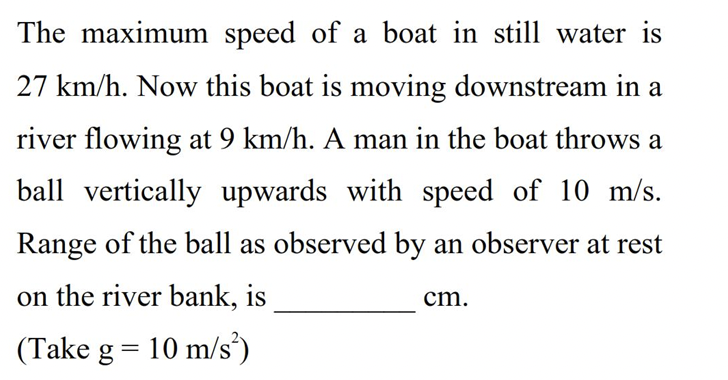 The maximum speed of a boat in still water is
27 km/h. Now this boat is moving downstream in a
river flowing at 9 km/h. A man in the boat throws a
ball vertically upwards with speed of 10 m/s.
Range of the ball as observed by an observer at rest
on the river bank, is __________ cm.
(Take g = 10 m/s²)